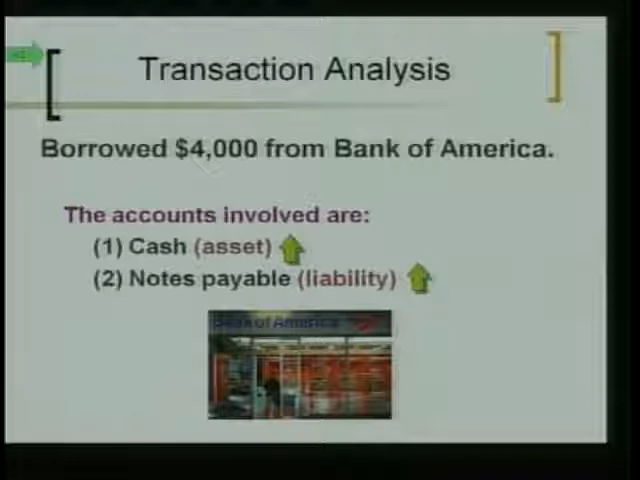 Transaction Analysis
Borrowed $4,000 from Bank of America.
The accounts involved are:
(1) Cash (asset)
(2) Notes payable (liability)
Bank of America